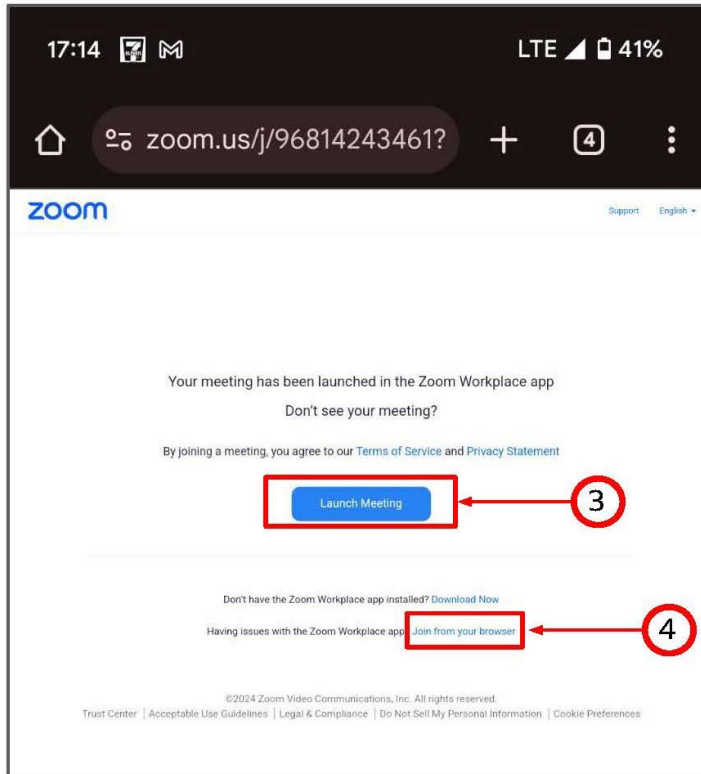 17:14 LTE 41%
zoom.us/j/96814243461? 4
zoom Support English
Your meeting has been launched in the Zoom Workplace app
Don't see your meeting?
By joining a meeting, you agree to our Terms of Service and Privacy Statement
Launch Meeting 3
Don't have the Zoom Workplace app installed? Download Now
Having issues with the Zoom Workplace app Join from your browser 4
©2024 Zoom Video Communications, Inc. All rights reserved.
Trust Center | Acceptable Use Guidelines | Legal & Compliance | Do Not Sell My Personal Information | Cookie Preferences